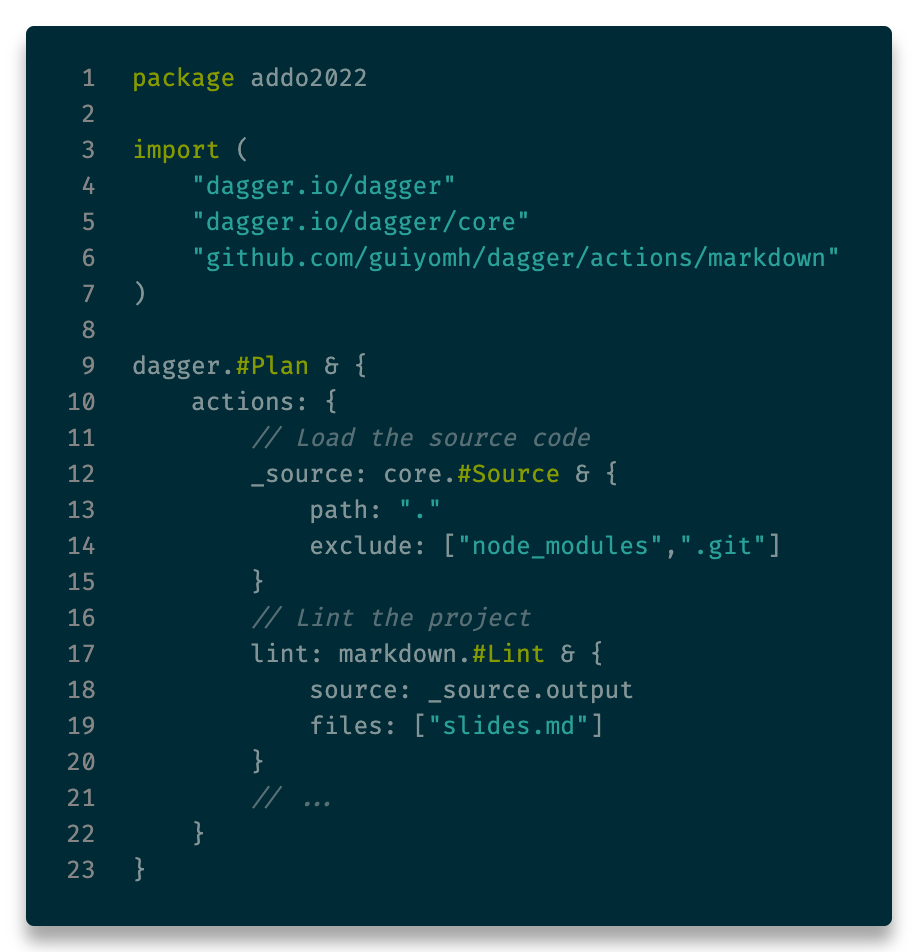 1 package addo2022
2
3 import (
4     "dagger.io/dagger"
5     "dagger.io/dagger/core"
6     "github.com/guiyomh/dagger/actions/markdown"
7 )
8
9 dagger.#Plan & {
10     actions: {
11         // Load the source code
12         _source: core.#Source & {
13             path: "."
14             exclude: ["node_modules",".git"]
15         }
16         // Lint the project
17         lint: markdown.#Lint & {
18             source: _source.output
19             files: ["slides.md"]
20         }
21         // ...
22     }
23 }